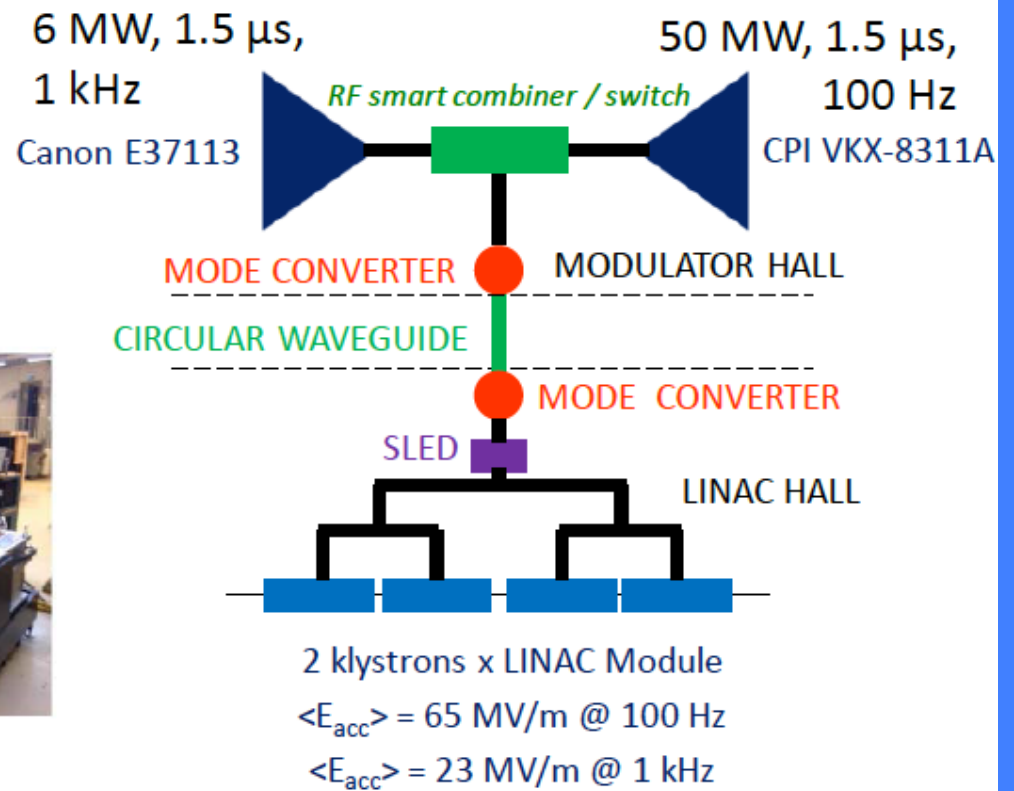 6 MW, 1.5 µs,
1 kHz
50 MW, 1.5 µs,
100 Hz
RF smart combiner / switch
Canon E37113
CPI VKX-8311A
MODE CONVERTER
MODULATOR HALL
CIRCULAR WAVEGUIDE
MODE CONVERTER
SLED
LINAC HALL
2 klystrons x LINAC Module
<E_acc> = 65 MV/m @ 100 Hz
<E_acc> = 23 MV/m @ 1 kHz